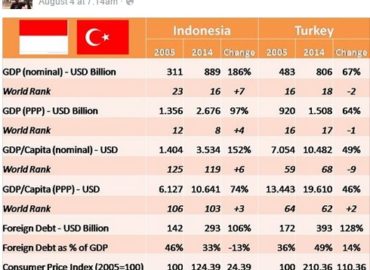 August 4 at 7:14am ·
Indonesia Turkey
2005 2014 Change 2005 2014 Change
GDP (nominal) - USD Billion 311 889 186% 483 806 67%
World Rank 23 16 +7 16 18 -2
GDP (PPP) - USD Billion 1.356 2.676 97% 920 1.508 64%
World Rank 12 8 +4 16 17 -1
GDP/Capita (nominal) - USD 1.404 3.534 152% 7.054 10.482 49%
World Rank 125 119 +6 59 68 -9
GDP/Capita (PPP) - USD 6.127 10.641 74% 13.443 19.610 46%
World Rank 106 103 +3 64 62 +2
Foreign Debt - USD Billion 142 293 106% 172 393 128%
Foreign Debt as % of GDP 46% 33% -13% 36% 49% 14%
Consumer Price Index (2005=100) 100 124.39 24.39 100 210.36 110.36